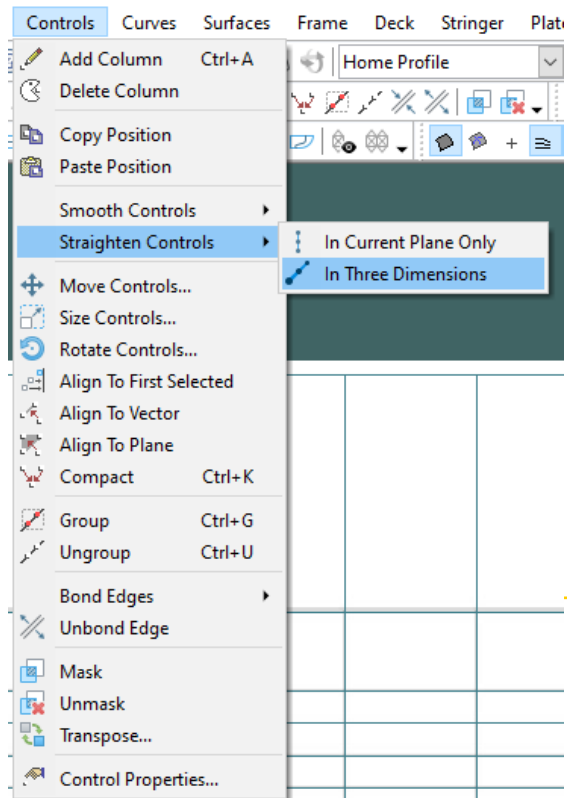 Controls Curves Surfaces Frame Deck Stringer Plate
Home Profile
Add Column Ctrl+A
Delete Column
Copy Position
Paste Position
Smooth Controls
Straighten Controls
In Current Plane Only
In Three Dimensions
Move Controls...
Size Controls...
Rotate Controls...
Align To First Selected
Align To Vector
Align To Plane
Compact Ctrl+K
Group Ctrl+G
Ungroup Ctrl+U
Bond Edges
Unbond Edge
Mask
Unmask
Transpose...
Control Properties...